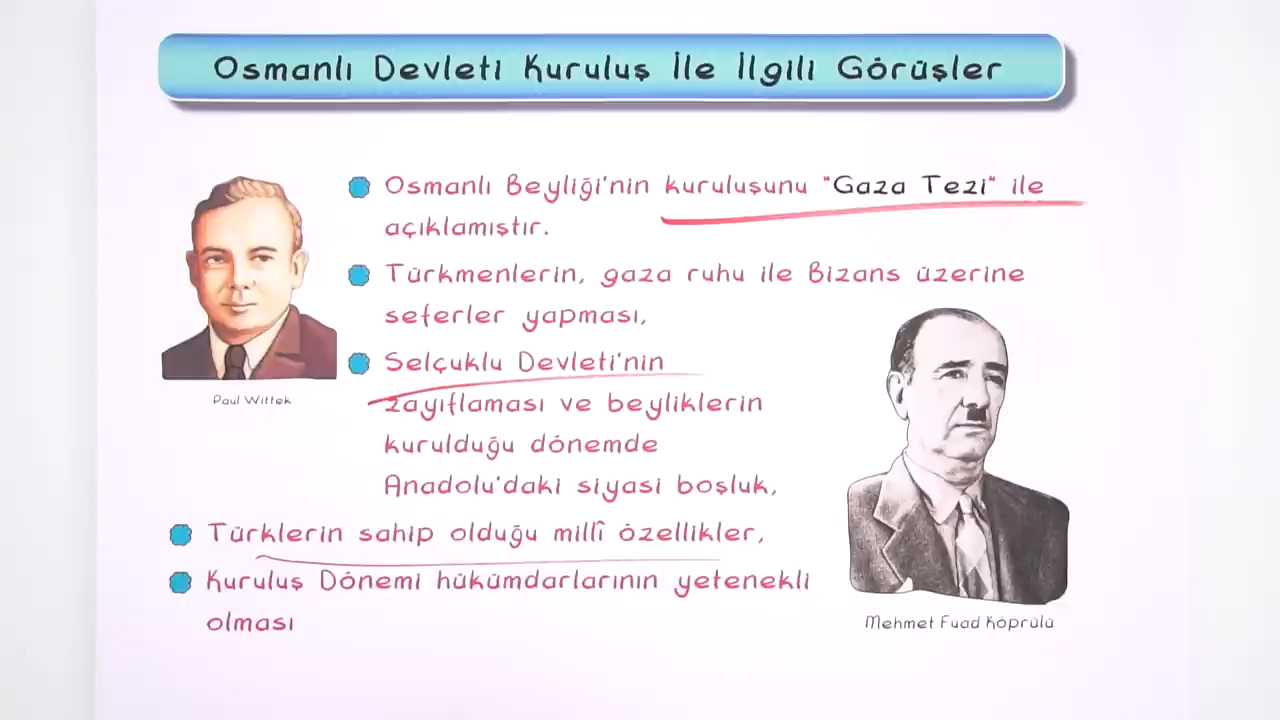 Osmanlı Devleti Kuruluş İle İlgili Görüşler
Osmanlı Beyliği'nin kuruluşunu "Gaza Tezi" ile
açıklamıştır.
Türkmenlerin, gaza ruhu ile Bizans üzerine
seferler yapması,
Selçuklu Devleti'nin
zayıflaması ve beyliklerin
kurulduğu dönemde
Anadolu'daki siyasi boşluk,
Paul Wittek
Türklerin sahip olduğu millî özellikler,
Kuruluş Dönemi hükümdarlarının yetenekli
olması
Mehmet Fuad Köprülü